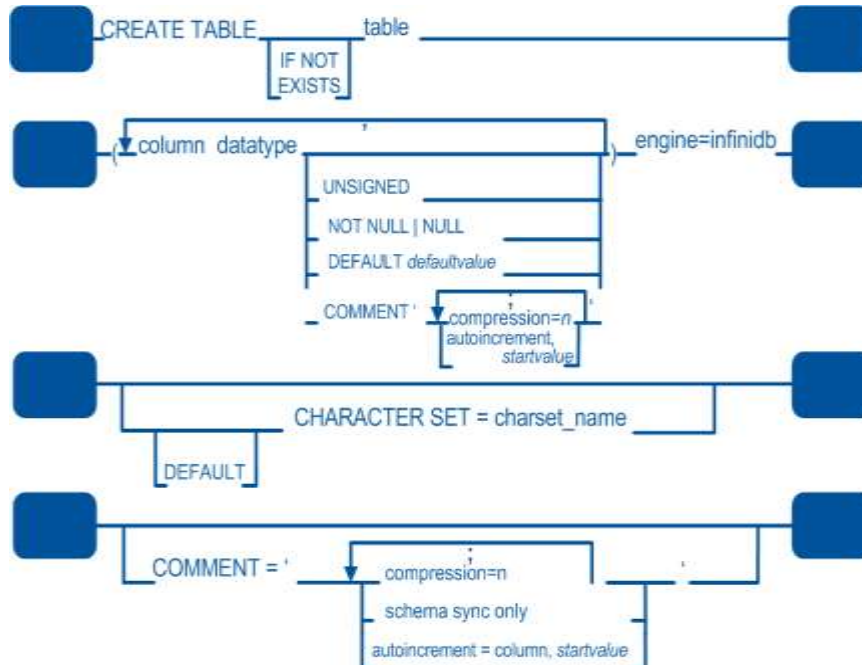 CREATE TABLE table
IF NOT
EXISTS
,
( column datatype ) engine=infinidb
UNSIGNED
NOT NULL | NULL
DEFAULT defaultvalue
;
COMMENT ‘ compression=n ‘
autoincrement,
startvalue
CHARACTER SET = charset_name
DEFAULT
;
COMMENT = ‘ compression=n ‘
schema sync only
autoincrement = column, startvalue